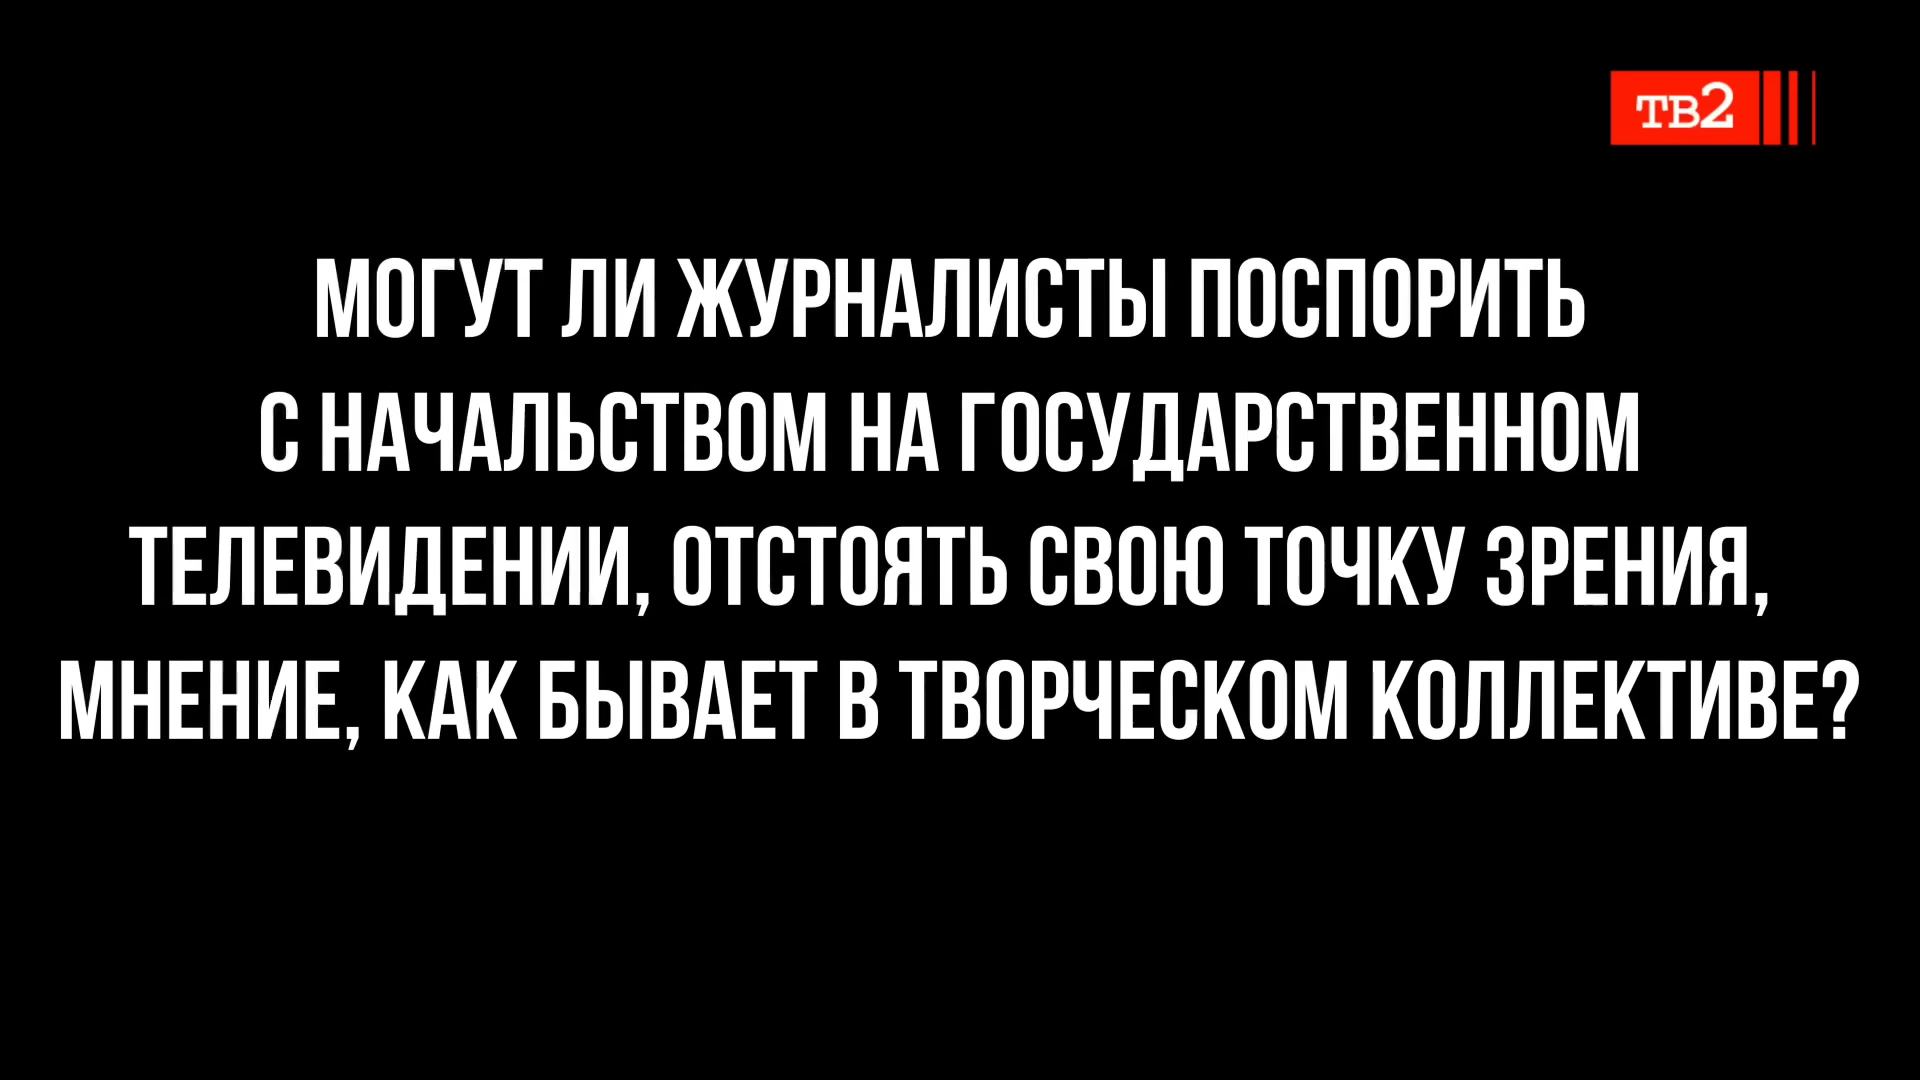 ТВ2
МОГУТ ЛИ ЖУРНАЛИСТЫ ПОСПОРИТЬ
С НАЧАЛЬСТВОМ НА ГОСУДАРСТВЕННОМ
ТЕЛЕВИДЕНИИ, ОТСТОЯТЬ СВОЮ ТОЧКУ ЗРЕНИЯ,
МНЕНИЕ, КАК БЫВАЕТ В ТВОРЧЕСКОМ КОЛЛЕКТИВЕ?